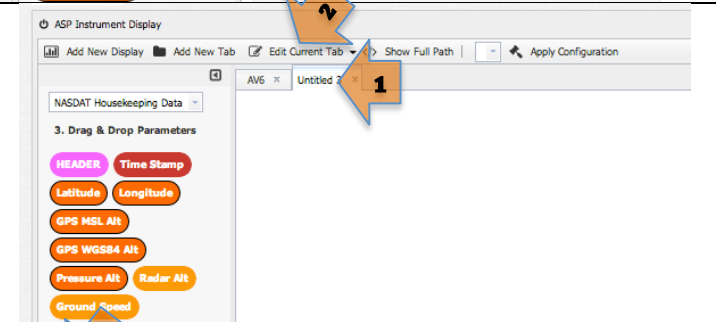 2
ASP Instrument Display
Add New Display Add New Tab Edit Current Tab Show Full Path | Apply Configuration
AV6 × Untitled 2 × 1
NASDAT Housekeeping Data
3. Drag & Drop Parameters
HEADER Time Stamp
Latitude Longitude
GPS MSL Alt
GPS WGS84 Alt
Pressure Alt Radar Alt
Ground Speed